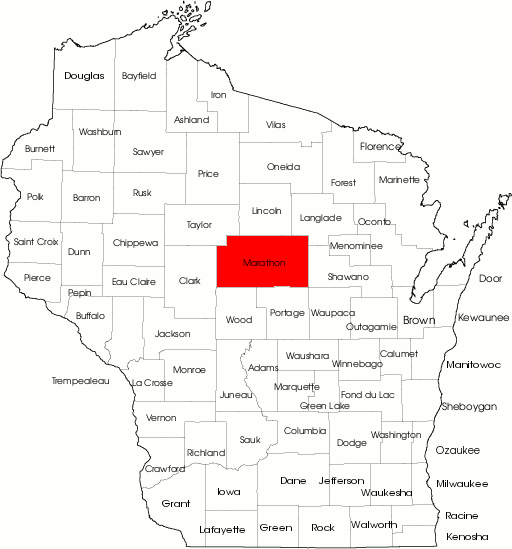 Douglas
Bayfield
Iron
Ashland
Vilas
Washburn
Burnett
Sawyer
Florence
Price
Oneida
Forest
Marinette
Polk
Barron
Rusk
Lincoln
Langlade
Oconto
Taylor
Saint Croix
Dunn
Chippewa
Menominee
Marathon
Shawano
Pierce
Eau Claire
Clark
Door
Pepin
Buffalo
Wood
Portage
Waupaca
Outagamie
Brown
Kewaunee
Jackson
Waushara
Winnebago
Calumet
Manitowoc
Trempealeau
La Crosse
Monroe
Adams
Juneau
Marquette
Green Lake
Fond du Lac
Sheboygan
Vernon
Richland
Sauk
Columbia
Dodge
Washington
Ozaukee
Crawford
Grant
Iowa
Dane
Jefferson
Waukesha
Milwaukee
Lafayette
Green
Rock
Walworth
Racine
Kenosha